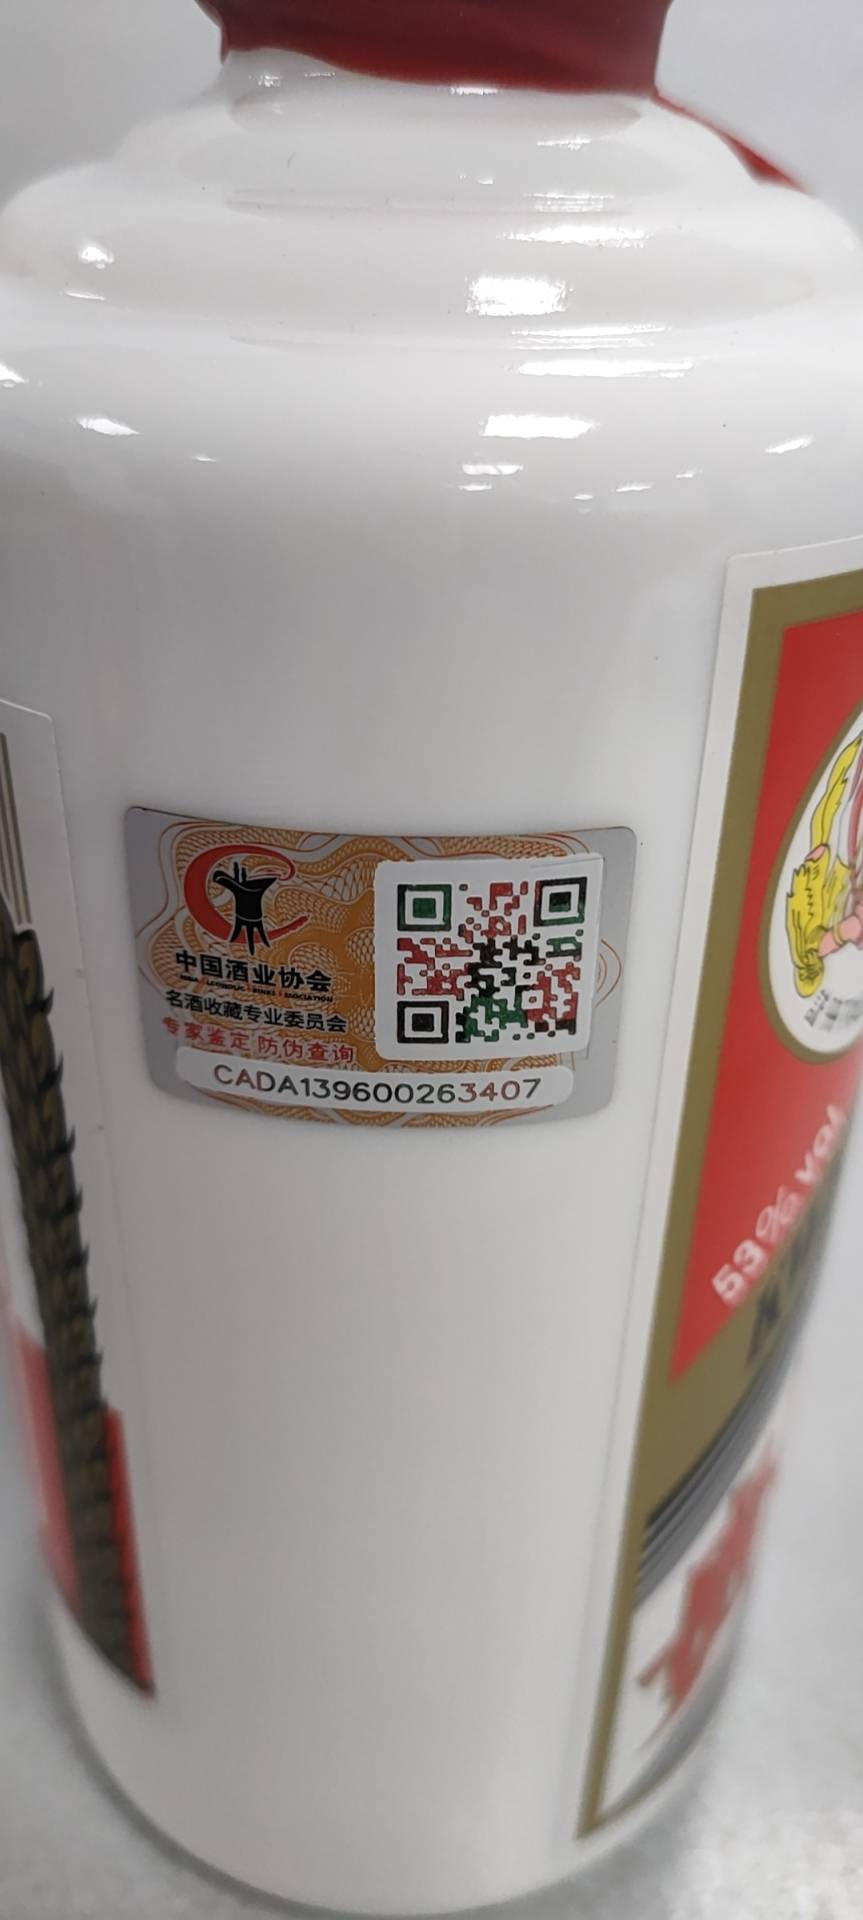 中国酒业协会
名酒收藏专业委员会
专家鉴定 防伪查询
CADA139600263407
53% vol